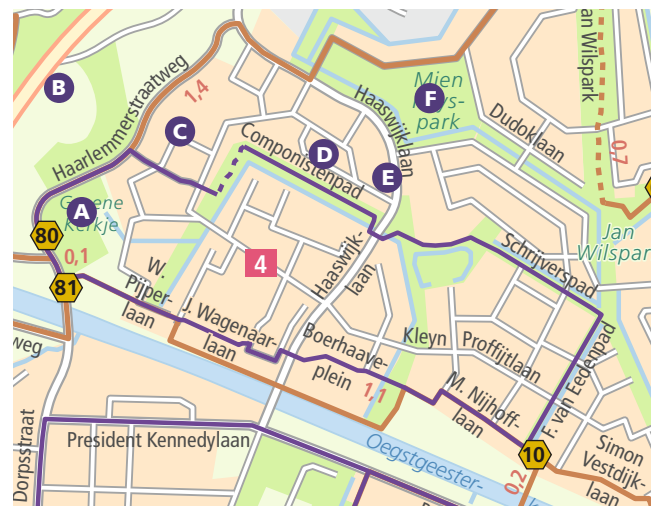 B
Haarlemmerstraatweg
1,4
C
Componistenpad
D
Haaswijklaan
E
Mien
park
F
Dudoklaan
an Wilspark
0,7
A
Groene
Kerkje
80
0,1
81
W.
Pijper-
laan
4
J. Wagenaar-
laan
Haaswijk-
laan
Boerhaave-
plein
1,1
Kleyn Proffijtlaan
Schrijverspad
Jan
Wilspar
M. Nijhoff-
laan
F. van Eedenpad
10
0,2
Simon
Vestdijk-
laan
weg
Dorpsstraat
President Kennedylaan
Oegstgeester-